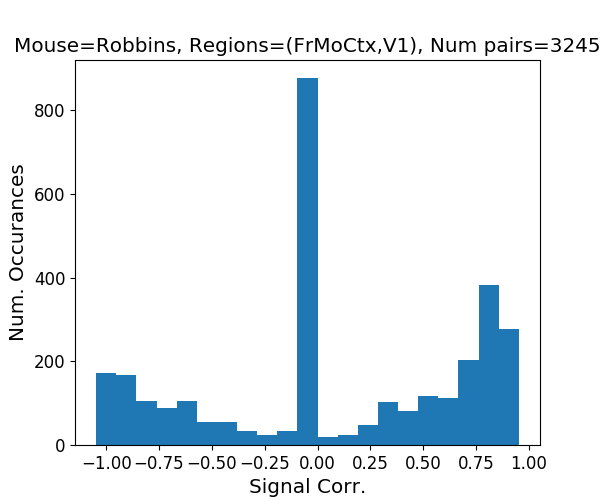 Mouse=Robbins, Regions=(FrMoCtx,V1), Num pairs=3245
Num. Occurances
800
600
400
200
0
−1.00 −0.75 −0.50 −0.25 0.00 0.25 0.50 0.75 1.00
Signal Corr.